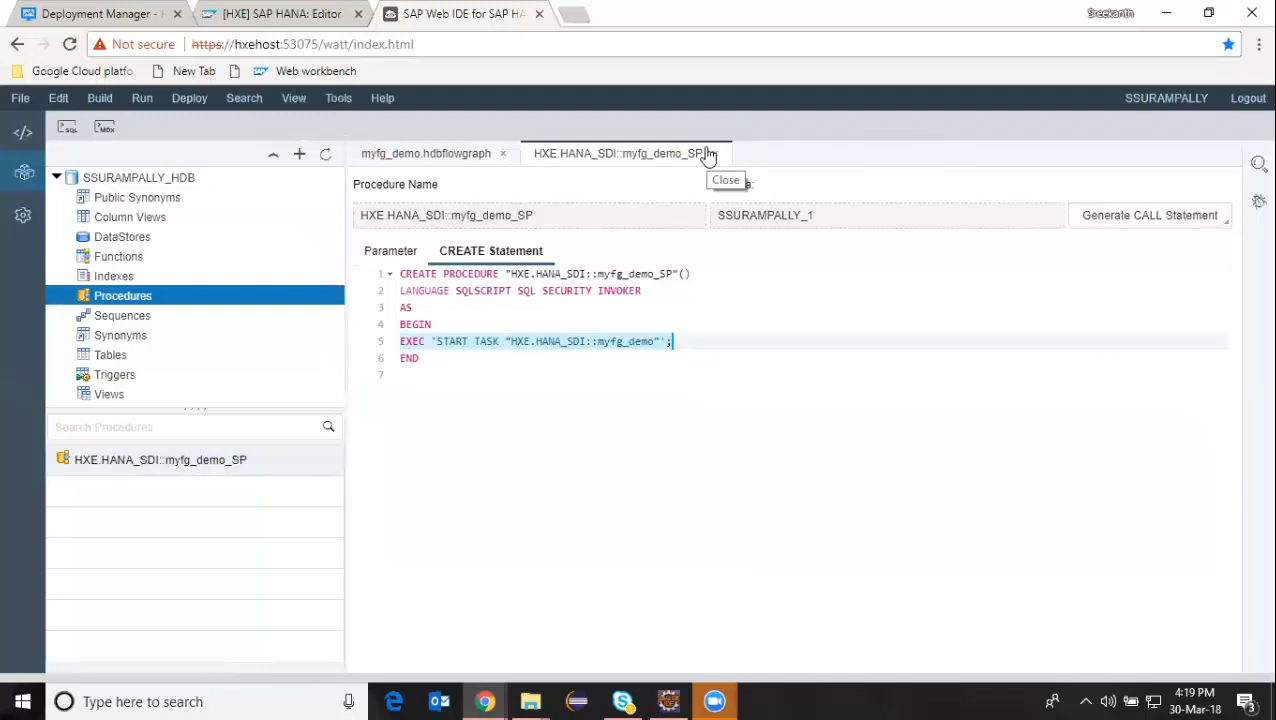 Deployment Manager -
[HXE] SAP HANA: Editor
SAP Web IDE for SAP HA
Sreekanth
Not secure
https://hxehost:53075/watt/index.html
Google Cloud platfo
New Tab
Web workbench
File
Edit
Build
Run
Deploy
Search
View
Tools
Help
SSURAMPALLY
Logout
SQL
MDX
SSURAMPALLY_HDB
Public Synonyms
Column Views
DataStores
Functions
Indexes
Procedures
Sequences
Synonyms
Tables
Triggers
Views
Search Procedures
HXE.HANA_SDI::myfg_demo_SP
myfg_demo.hdbflowgraph
HXE.HANA_SDI::myfg_demo_SP
Close
Procedure Name
HXE.HANA_SDI::myfg_demo_SP
SSURAMPALLY_1
Generate CALL Statement
Parameter
CREATE Statement
1 CREATE PROCEDURE "HXE.HANA_SDI::myfg_demo_SP"()
2 LANGUAGE SQLSCRIPT SQL SECURITY INVOKER
3 AS
4 BEGIN
5 EXEC 'START TASK "HXE.HANA_SDI::myfg_demo"';
6 END
7
Type here to search
4:19 PM
30-Mar-18
3